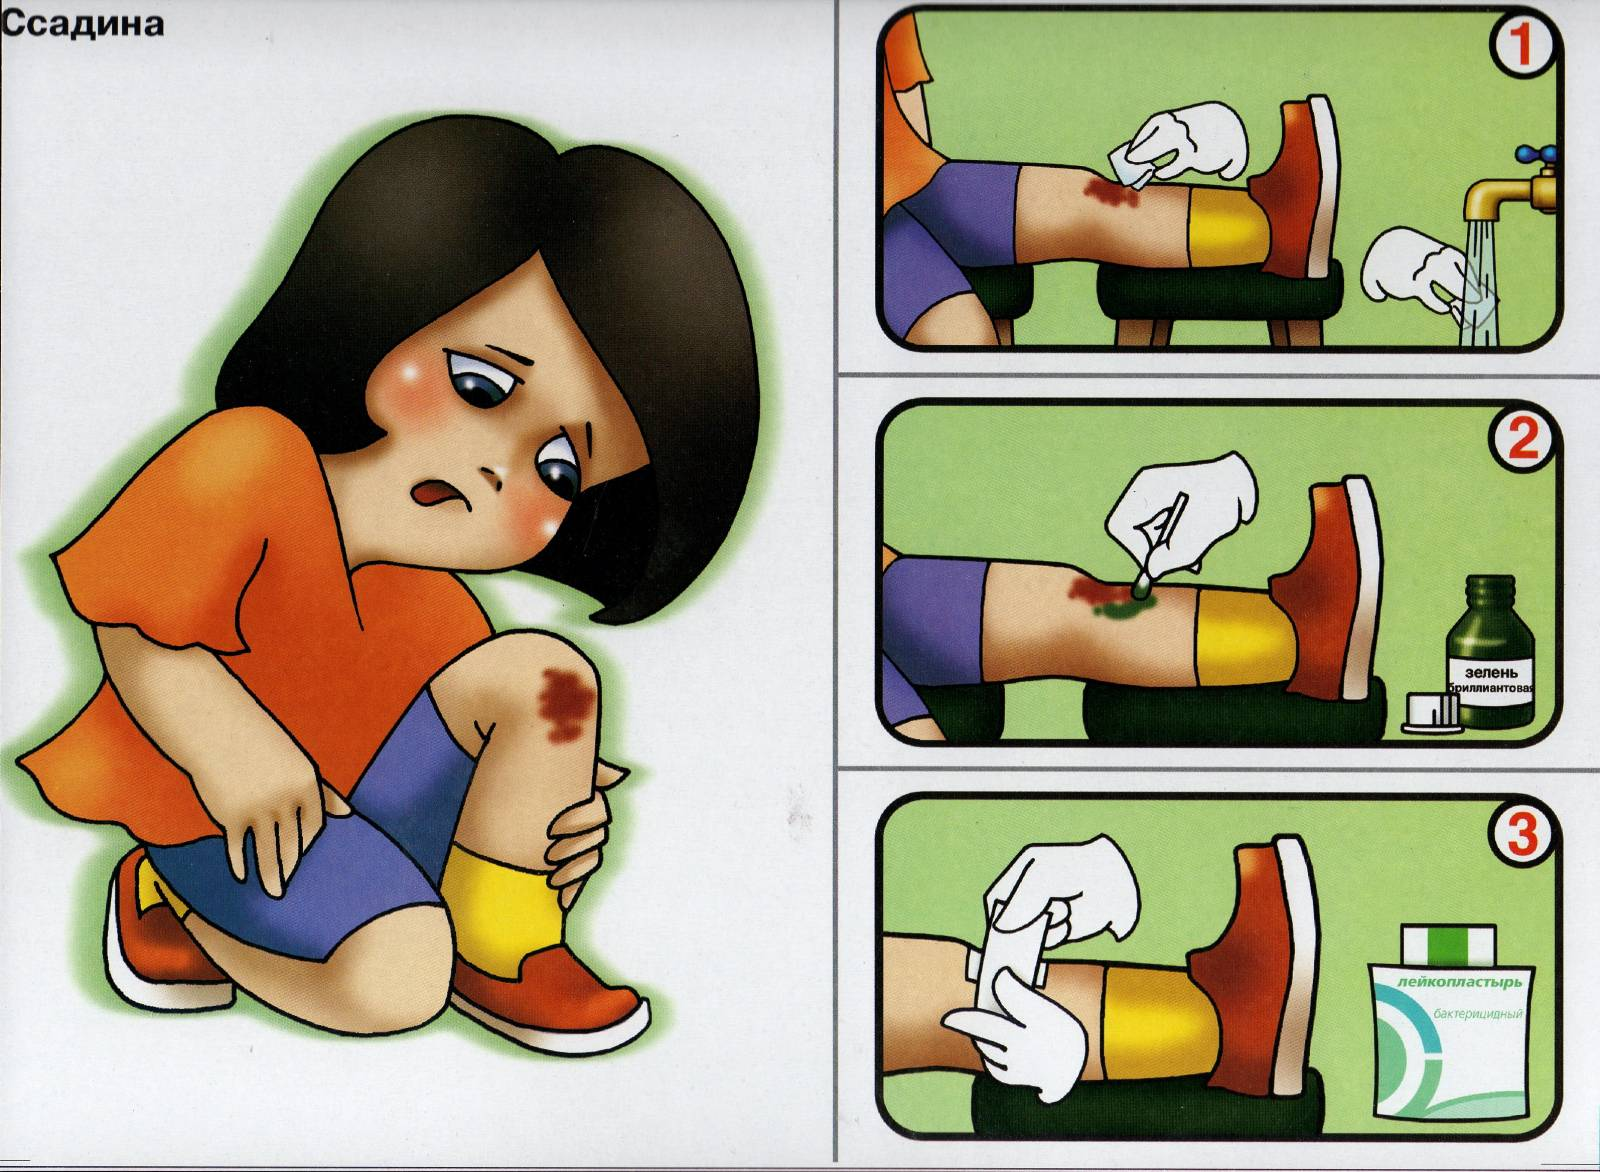 Ссадина
1
2
зелень
бриллиантовая
3
лейкопластырь
бактерицидный